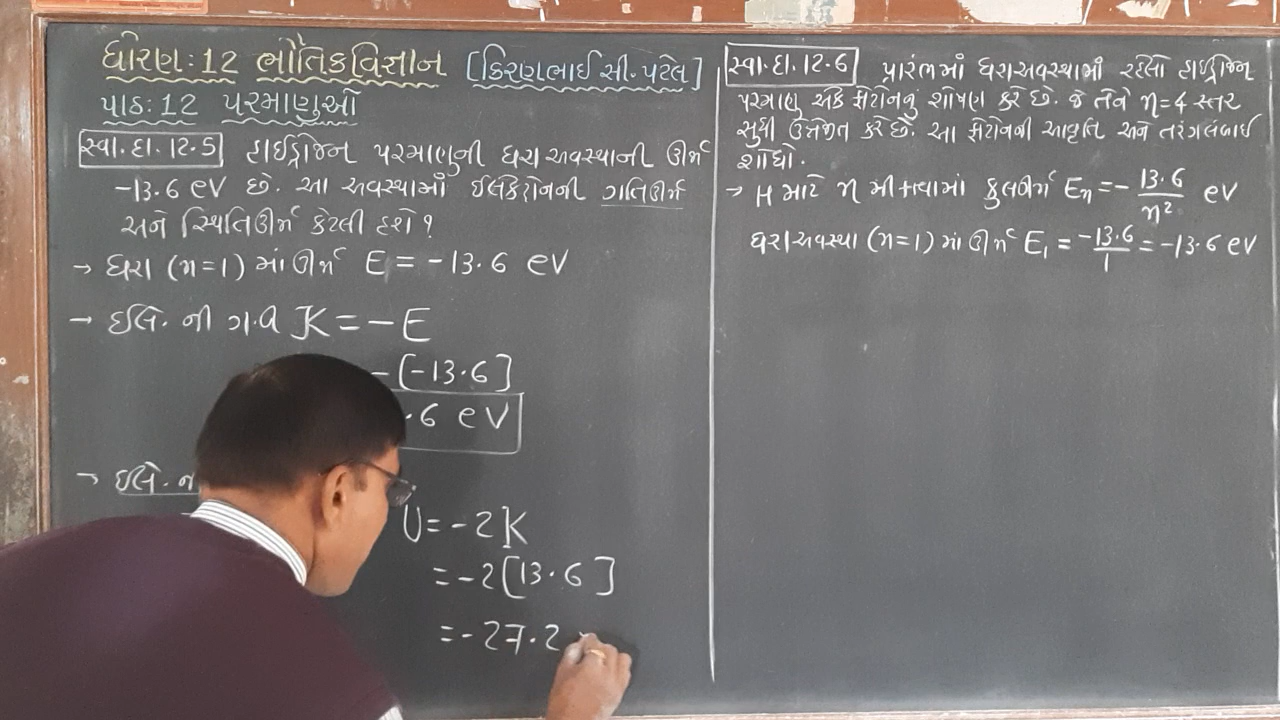 ધોરણ:12 ભૌતિકવિજ્ઞાન [કિરણભાઈ સી. પટેલ]
પાઠ:12 પરમાણુઓ
સ્વા.દા.12.5 હાઈડ્રોજન પરમાણુની ધરાઅવસ્થાની ઊર્જા
-13.6 eV છે. આ અવસ્થામાં ઈલેક્ટ્રોનની ગતિઊર્જા
અને સ્થિતિઊર્જા કેટલી હશે?
→ ધરા (n=1) માં ઊર્જા E = -13.6 eV
→ ઈલે. ની ગ.ઊ K = -E
-[-13.6]
.6 eV
→ ઈલે. ન
U = -2K
= -2[13.6]
= -27.2
સ્વા.દા.12.6 પ્રારંભમાં ધરાઅવસ્થામાં રહેલો હાઈડ્રોજન
પરમાણુ એક ફોટોનનું શોષણ કરે છે. જે તેને n=4 સ્તર
સુધી ઉત્તેજીત કરે છે. આ ફોટોનની આવૃતિ અને તરંગલંબાઈ
શોધો.
→ H માટે n મી કક્ષામાં કુલઊર્જા En = - 13.6/n² eV
ધરાઅવસ્થા (n=1) માં ઊર્જા E₁ = -13.6/1 = -13.6 eV